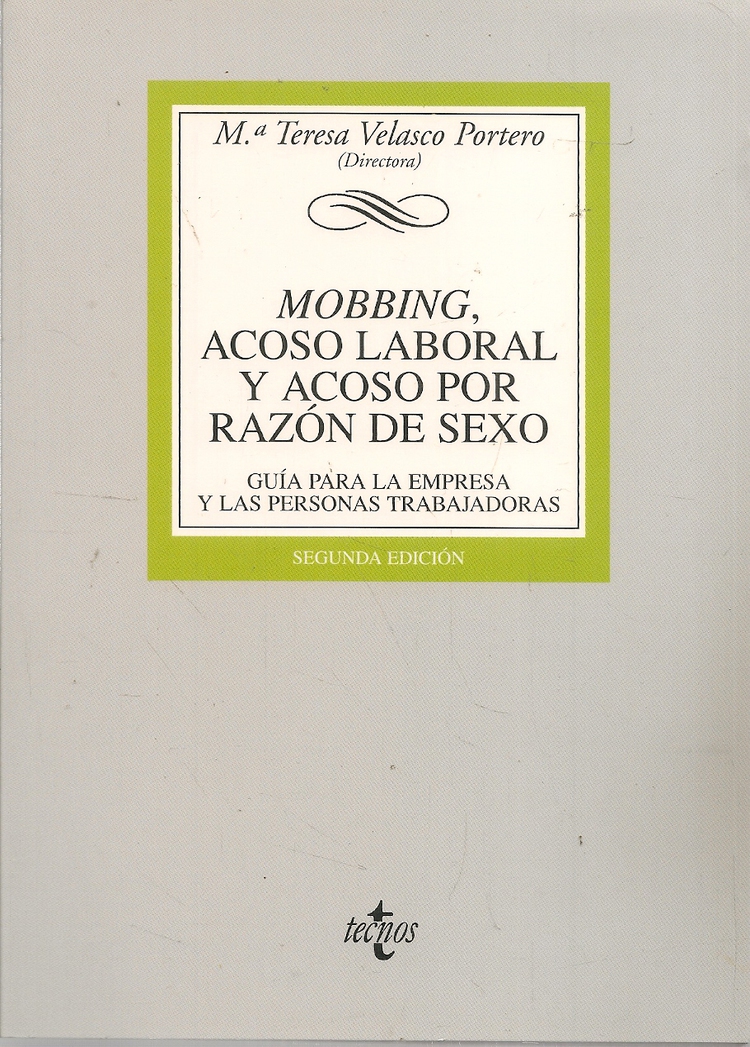 M.ª Teresa Velasco Portero
(Directora)
MOBBING,
ACOSO LABORAL
Y ACOSO POR
RAZÓN DE SEXO
GUÍA PARA LA EMPRESA
Y LAS PERSONAS TRABAJADORAS
SEGUNDA EDICIÓN
tecnos